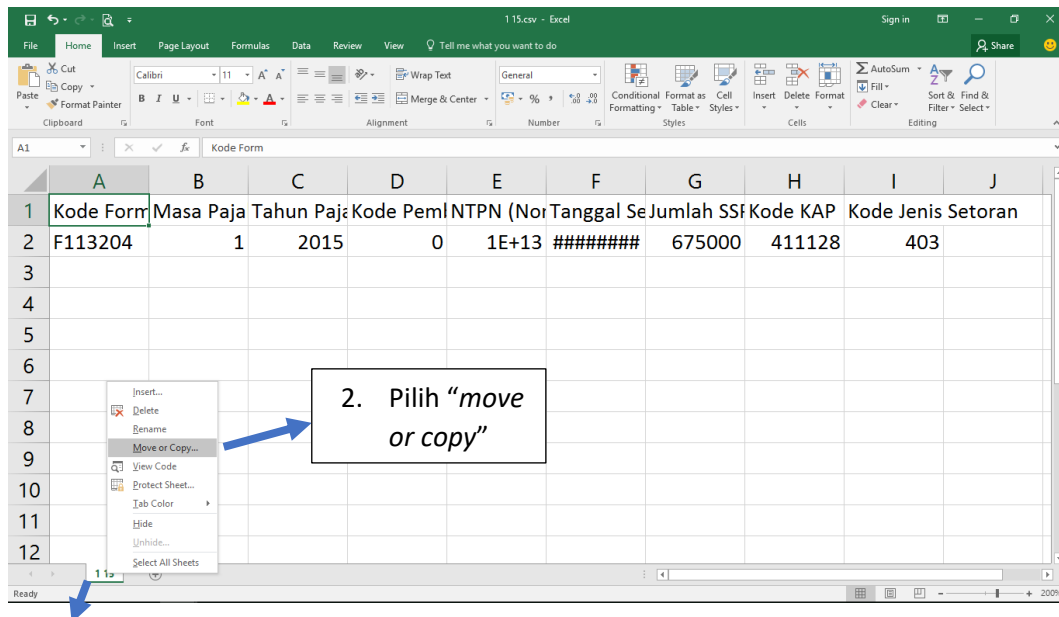 1 15.csv - Excel
Sign in
File Home Insert Page Layout Formulas Data Review View Tell me what you want to do Share
Paste
Cut
Copy
Format Painter
Clipboard
Calibri 11
B I U
Font
Wrap Text
Merge & Center
Alignment
General
Number
Conditional Formatting
Format as Table
Cell Styles
Styles
Insert Delete Format
Cells
AutoSum
Fill
Clear
Sort & Filter
Find & Select
Editing
A1 fx Kode Form
A B C D E F G H I J
1 Kode Form Masa Paja Tahun Paja Kode Peml NTPN (Nor Tanggal Se Jumlah SSP Kode KAP Kode Jenis Setoran
2 F113204 1 2015 0 1E+13 ######## 675000 411128 403
3
4
5
6
7
8
9
10
11
12
Insert...
Delete
Rename
Move or Copy...
View Code
Protect Sheet...
Tab Color
Hide
Unhide...
Select All Sheets
2. Pilih “move
or copy”
1 15
Ready
200%